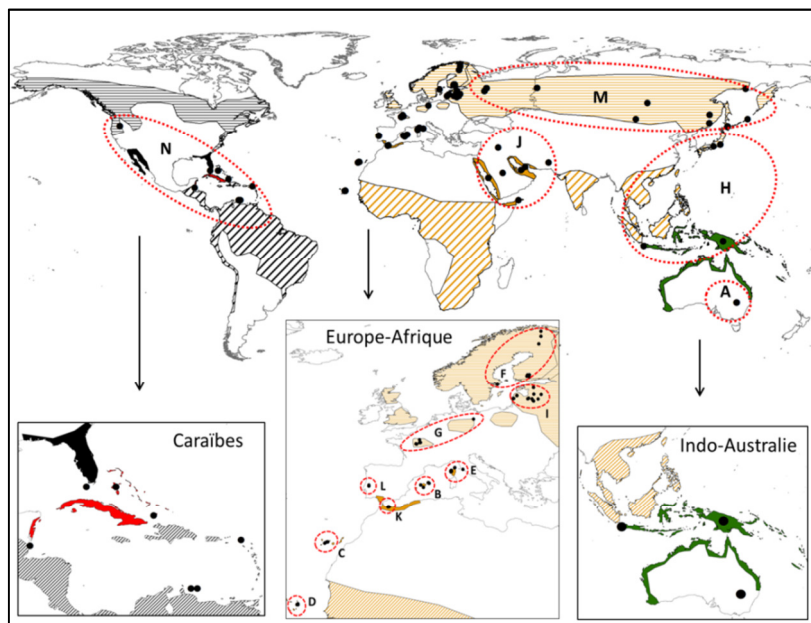 M
N
J
H
A
Europe-Afrique
F
I
G
Caraïbes
Indo-Australie
E
L
B
K
C
D